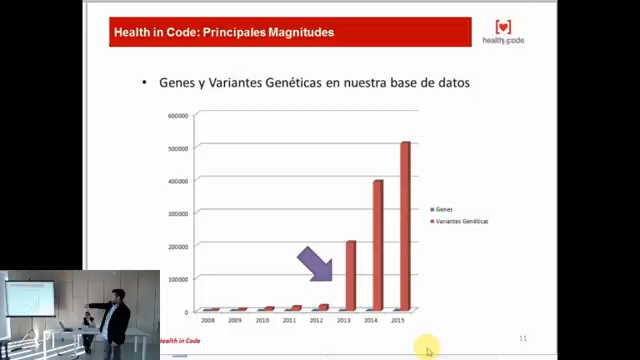 Health in Code: Principales Magnitudes
health in code
• Genes y Variantes Genéticas en nuestra base de datos
600000
500000
400000
300000
200000
100000
0
2008 2009 2010 2011 2012 2013 2014 2015
Genes
Variantes Genéticas
Health in Code
11